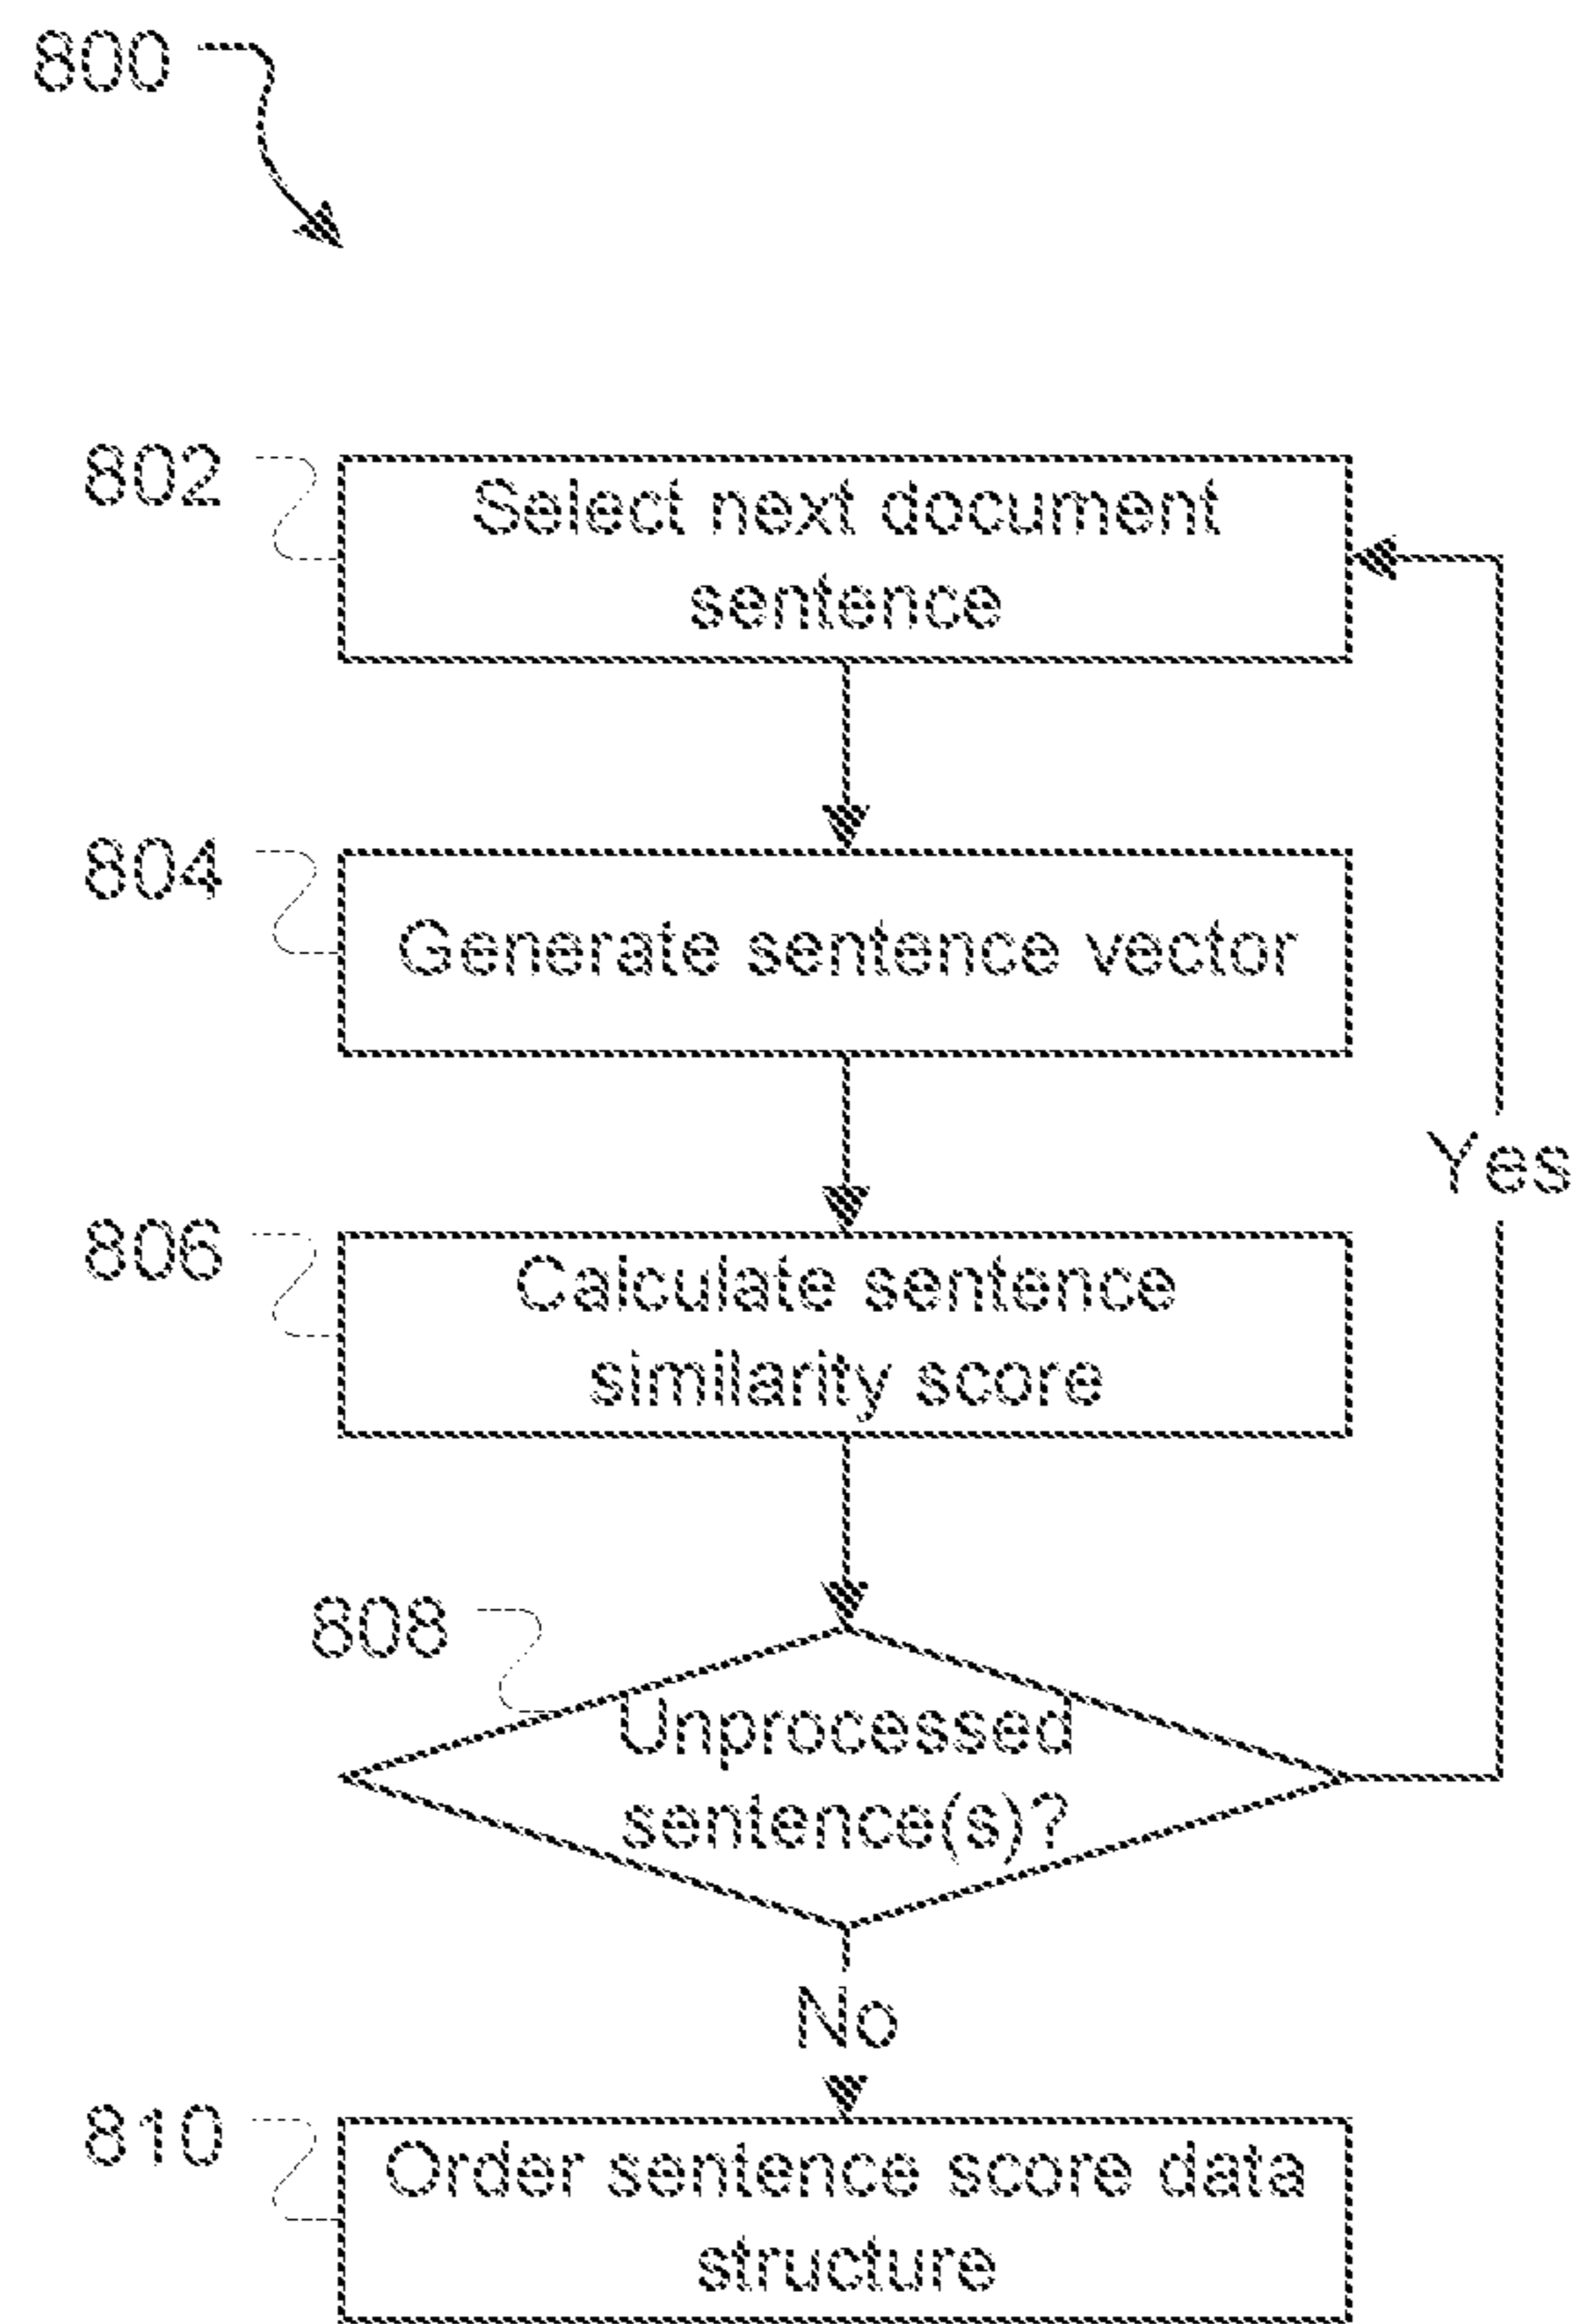 800
802
Select next document
sentence
804
Generate sentence vector
Yes
806
Calculate sentence
similarity score
808
Unprocessed
sentence(s)?
No
810
Order sentence score data
structure